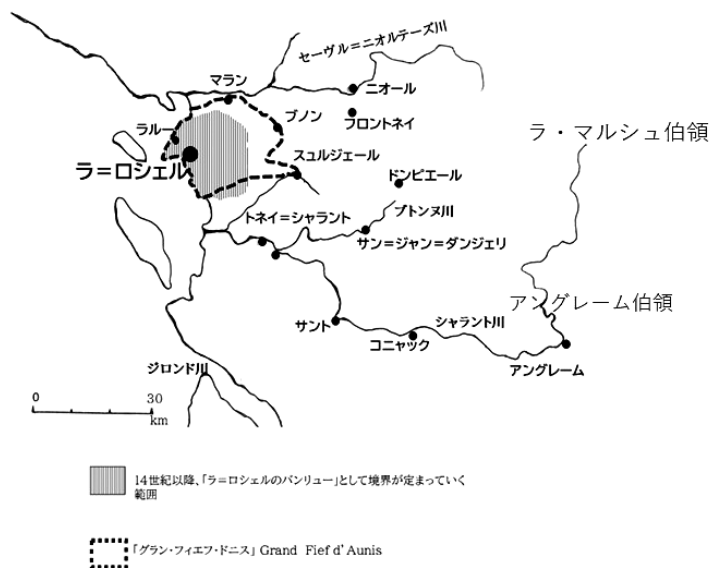 セーヴル=ニオルテーズ川
マラン
ニオール
ラルー
ブノン
フロントネイ
ラ・マルシュ伯領
ラ=ロシェル
スュルジェール
ドンピエール
トネイ=シャラント
ブトンヌ川
サン=ジャン=ダンジェリ
アングレーム伯領
サント
シャラント川
コニャック
アングレーム
ジロンド川
0
30
km
14世紀以降、「ラ=ロシェルのバンリュー」として境界が定まっていく
範囲
「グラン・フィエフ・ドニス」 Grand Fief d'Aunis